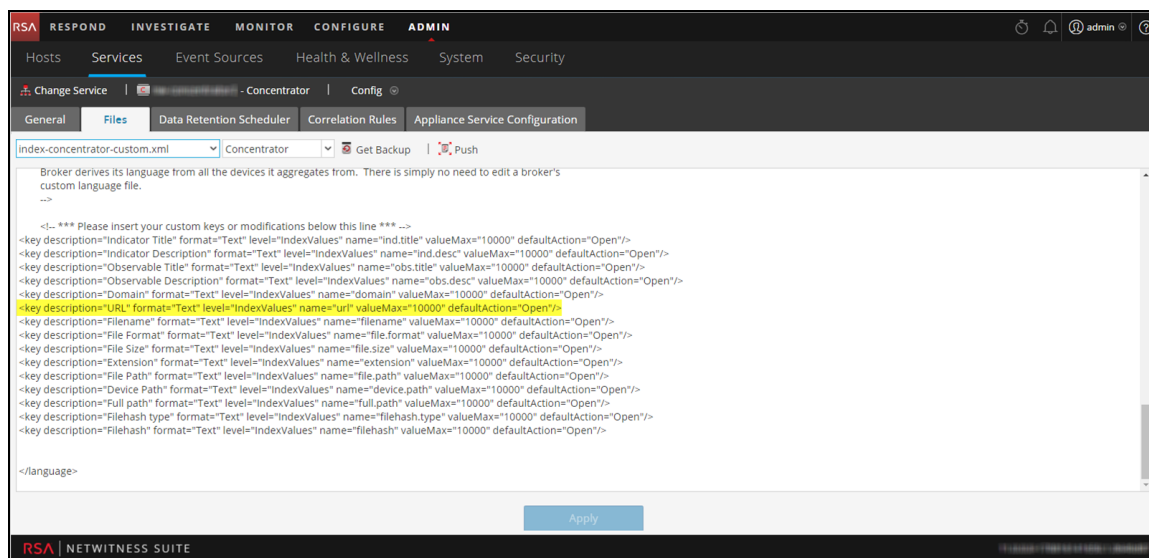 RSA RESPOND INVESTIGATE MONITOR CONFIGURE ADMIN admin
Hosts Services Event Sources Health & Wellness System Security
Change Service | - Concentrator | Config
General Files Data Retention Scheduler Correlation Rules Appliance Service Configuration
index-concentrator-custom.xml Concentrator Get Backup | Push
Broker derives its language from all the devices it aggregates from. There is simply no need to edit a broker's
custom language file.
-->
<!-- *** Please insert your custom keys or modifications below this line *** -->
<key description="Indicator Title" format="Text" level="IndexValues" name="ind.title" valueMax="10000" defaultAction="Open"/>
<key description="Indicator Description" format="Text" level="IndexValues" name="ind.desc" valueMax="10000" defaultAction="Open"/>
<key description="Observable Title" format="Text" level="IndexValues" name="obs.title" valueMax="10000" defaultAction="Open"/>
<key description="Observable Description" format="Text" level="IndexValues" name="obs.desc" valueMax="10000" defaultAction="Open"/>
<key description="Domain" format="Text" level="IndexValues" name="domain" valueMax="10000" defaultAction="Open"/>
<key description="URL" format="Text" level="IndexValues" name="url" valueMax="10000" defaultAction="Open"/>
<key description="Filename" format="Text" level="IndexValues" name="filename" valueMax="10000" defaultAction="Open"/>
<key description="File Format" format="Text" level="IndexValues" name="file.format" valueMax="10000" defaultAction="Open"/>
<key description="File Size" format="Text" level="IndexValues" name="file.size" valueMax="10000" defaultAction="Open"/>
<key description="Extension" format="Text" level="IndexValues" name="extension" valueMax="10000" defaultAction="Open"/>
<key description="File Path" format="Text" level="IndexValues" name="file.path" valueMax="10000" defaultAction="Open"/>
<key description="Device Path" format="Text" level="IndexValues" name="device.path" valueMax="10000" defaultAction="Open"/>
<key description="Full path" format="Text" level="IndexValues" name="full.path" valueMax="10000" defaultAction="Open"/>
<key description="Filehash type" format="Text" level="IndexValues" name="filehash.type" valueMax="10000" defaultAction="Open"/>
<key description="Filehash" format="Text" level="IndexValues" name="filehash" valueMax="10000" defaultAction="Open"/>
</language>
Apply
RSA | NETWITNESS SUITE